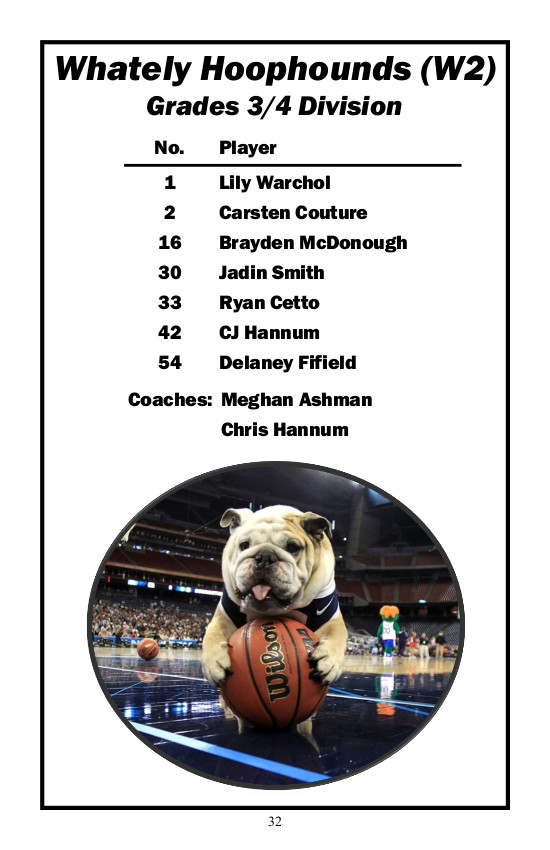 Whately Hoophounds (W2)
Grades 3/4 Division
No. Player
1 Lily Warchol
2 Carsten Couture
16 Brayden McDonough
30 Jadin Smith
33 Ryan Cetto
42 CJ Hannum
54 Delaney Fifield
Coaches: Meghan Ashman
Chris Hannum
Wilson
32